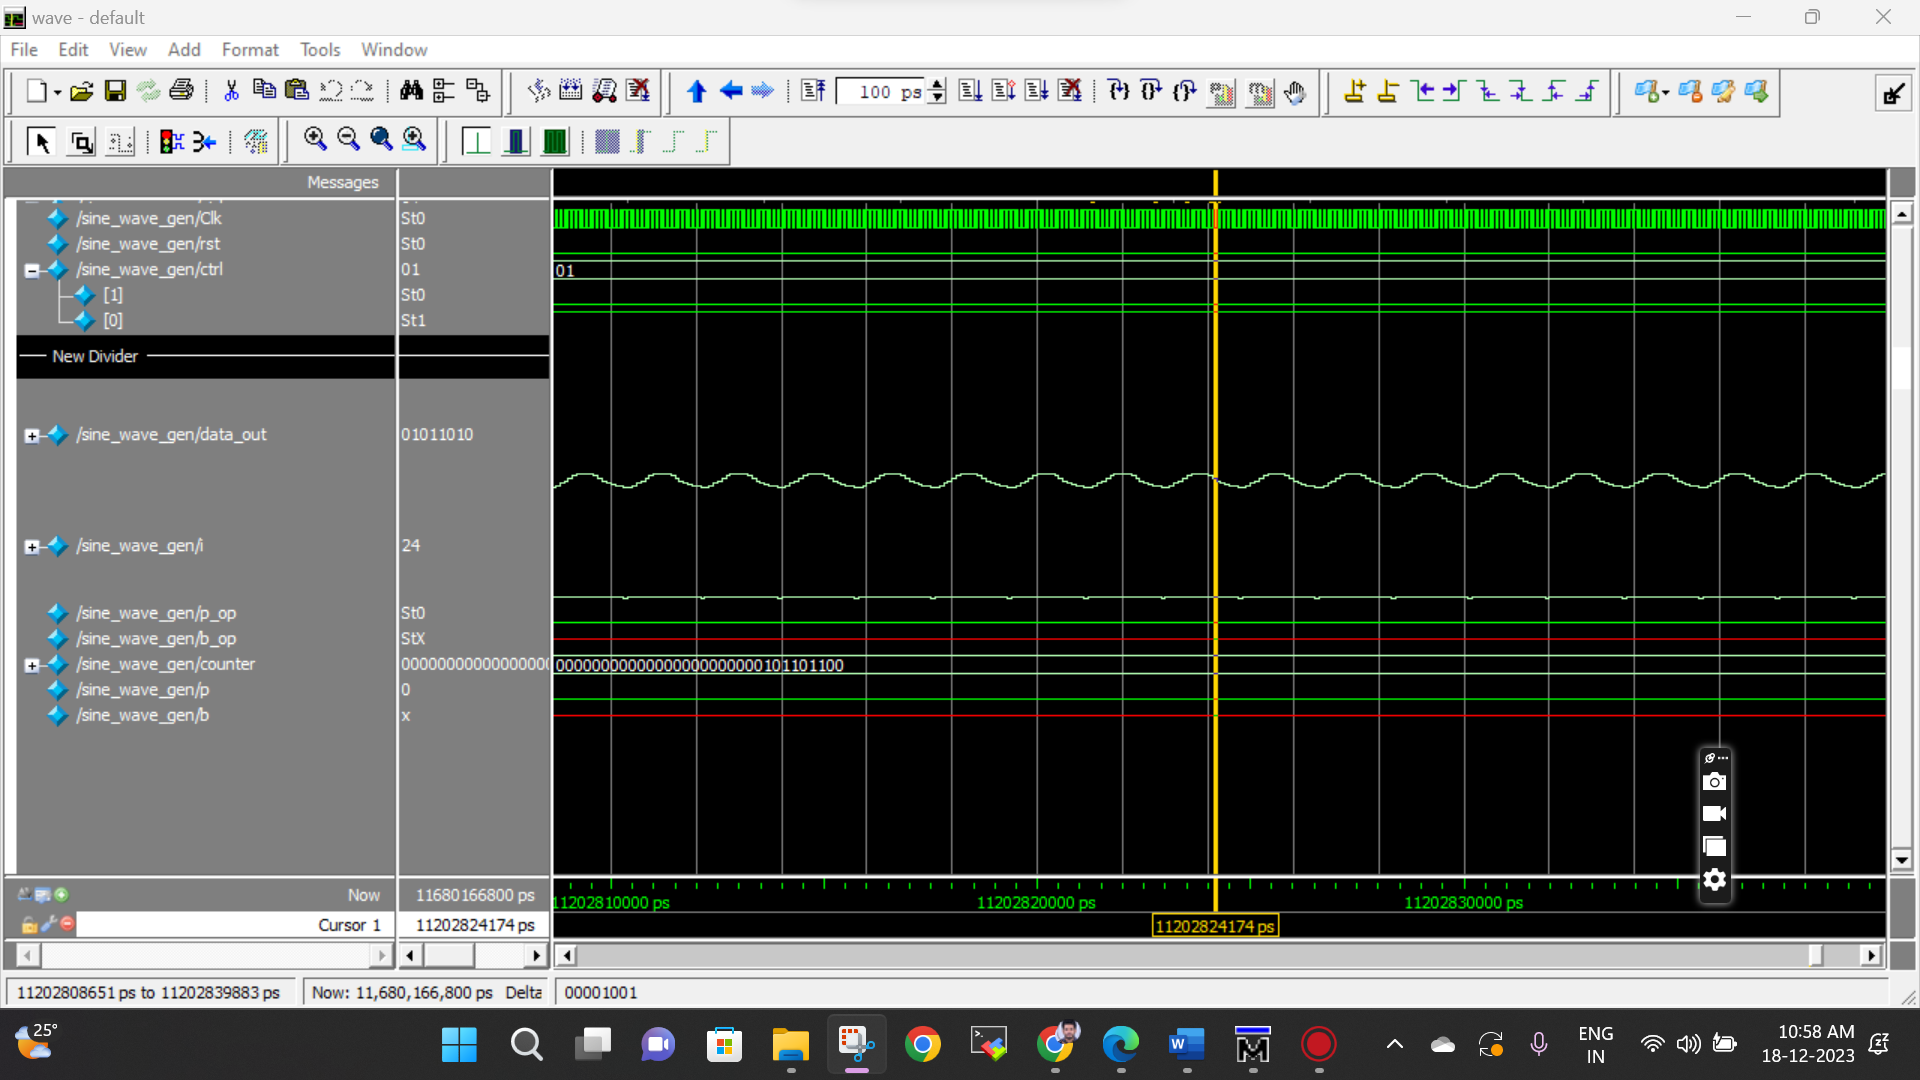 wave - default
File Edit View Add Format Tools Window
100 ps
Messages
/sine_wave_gen/Clk St0
/sine_wave_gen/rst St0
/sine_wave_gen/ctrl 01 01
[1] St0
[0] St1
New Divider
/sine_wave_gen/data_out 01011010
/sine_wave_gen/i 24
/sine_wave_gen/p_op St0
/sine_wave_gen/b_op StX
/sine_wave_gen/counter 00000000000000000000000101101100
/sine_wave_gen/p 0
/sine_wave_gen/b x
Now 11680166800 ps 11202810000 ps 11202820000 ps 11202830000 ps
Cursor 1 11202824174 ps 11202824174 ps
11202808651 ps to 11202839883 ps Now: 11,680,166,800 ps Delta 00001001
25°
ENG
IN
10:58 AM
18-12-2023